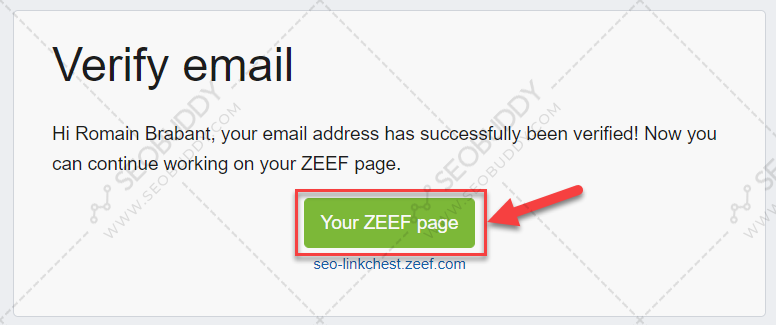 Verify email
Hi Romain Brabant, your email address has successfully been verified! Now you
can continue working on your ZEEF page.
Your ZEEF page
seo-linkchest.zeef.com
SEOBUDDY
WWW.SEOBUDDY.COM
SEOBUDDY
WWW.SEOBUDDY.COM
SEOBUDDY
WWW.SEOBUDDY.COM